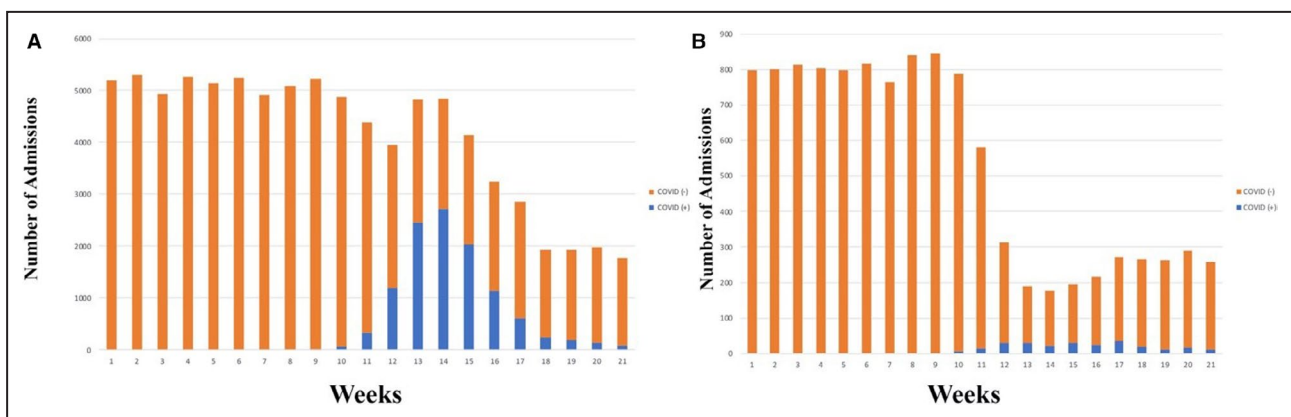 A
6000
5000
4000
3000
2000
1000
0
Number of Admissions
1 2 3 4 5 6 7 8 9 10 11 12 13 14 15 16 17 18 19 20 21
Weeks
COVID (-)
COVID (+)
B
900
800
700
600
500
400
300
200
100
0
Number of Admissions
1 2 3 4 5 6 7 8 9 10 11 12 13 14 15 16 17 18 19 20 21
Weeks
COVID (-)
COVID (+)